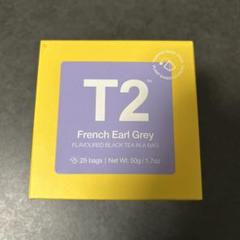 T2
French Earl Grey
FLAVOURED BLACK TEA IN A BAG
25 bags | Net Wt. 50g / 1.7oz